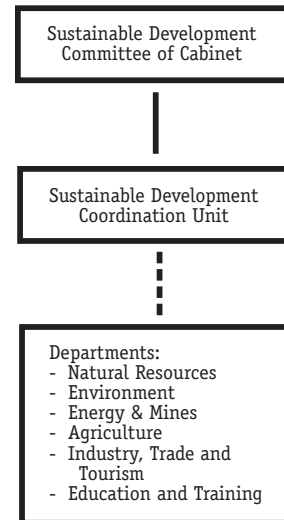 Sustainable Development
Committee of Cabinet
Sustainable Development
Coordination Unit
Departments:
- Natural Resources
- Environment
- Energy & Mines
- Agriculture
- Industry, Trade and
Tourism
- Education and Training